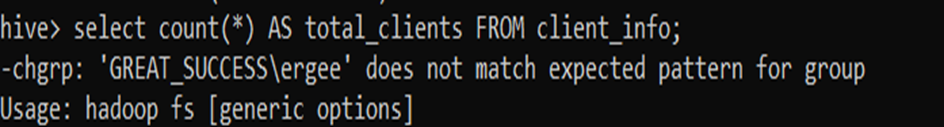 hive> select count(*) AS total_clients FROM client_info;
-chgrp: 'GREAT_SUCCESS\ergee' does not match expected pattern for group
Usage: hadoop fs [generic options]